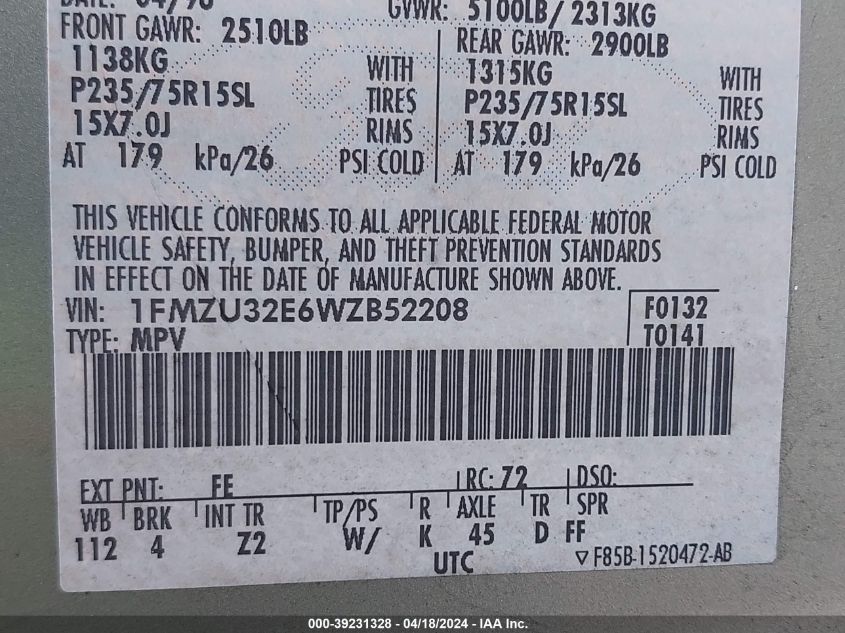 GVWR: 5100LB/ 2313KG
FRONT GAWR: 2510LB
1138KG WITH
P235/75R15SL TIRES
15X7.0J RIMS
AT 179 kPa/26 PSI COLD
REAR GAWR: 2900LB
1315KG WITH
P235/75R15SL TIRES
15X7.0J RIMS
AT 179 kPa/26 PSI COLD
THIS VEHICLE CONFORMS TO ALL APPLICABLE FEDERAL MOTOR
VEHICLE SAFETY, BUMPER, AND THEFT PREVENTION STANDARDS
IN EFFECT ON THE DATE OF MANUFACTURE SHOWN ABOVE.
VIN: 1FMZU32E6WZB52208 F0132
TYPE: MPV T0141
EXT PNT: FE RC: 72 DSO:
WB BRK INT TR TP/PS R AXLE TR SPR
112 4 Z2 W/ K 45 D FF
UTC ▽F85B-1520472-AB
000-39231328 - 04/18/2024 - IAA Inc.